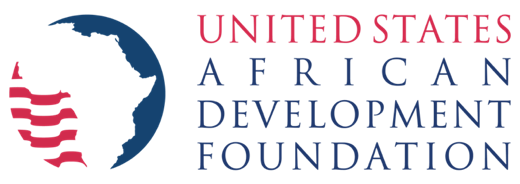 UNITED STATES
AFRICAN
DEVELOPMENT
FOUNDATION